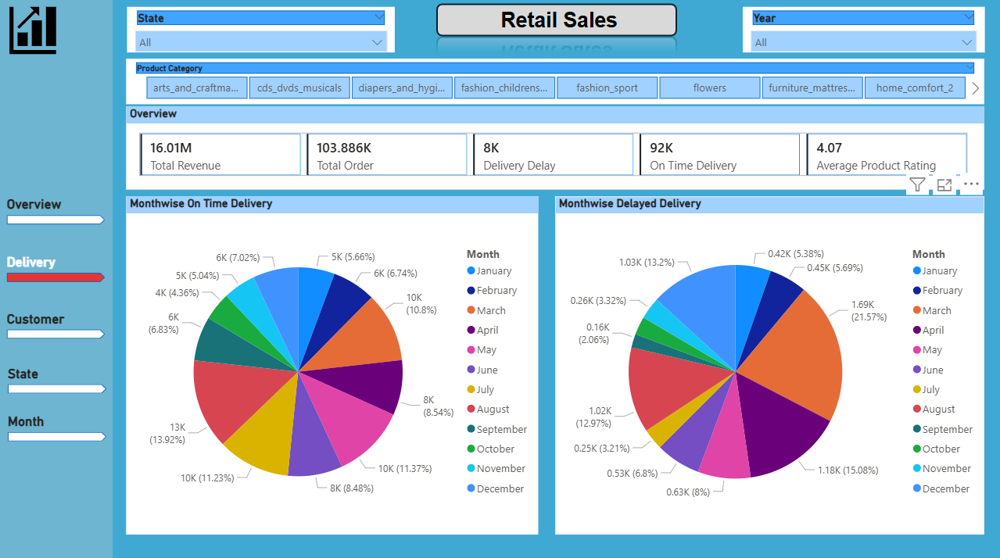 State
All
Retail Sales
Year
All
Product Category
arts_and_craftma...
cds_dvds_musicals
diapers_and_hygi...
fashion_childrens...
fashion_sport
flowers
furniture_mattres...
home_comfort_2
Overview
16.01M
Total Revenue
103.886K
Total Order
8K
Delivery Delay
92K
On Time Delivery
4.07
Average Product Rating
Overview
Delivery
Customer
State
Month
Monthwise On Time Delivery
5K (5.66%)
6K (6.74%)
10K
(10.8%)
8K
(8.54%)
10K (11.37%)
8K (8.48%)
10K (11.23%)
13K
(13.92%)
6K
(6.83%)
4K (4.36%)
5K (5.04%)
6K (7.02%)
Month
January
February
March
April
May
June
July
August
September
October
November
December
Monthwise Delayed Delivery
0.42K (5.38%)
0.45K (5.69%)
1.69K
(21.57%)
1.18K (15.08%)
0.63K (8%)
0.53K (6.8%)
0.25K (3.21%)
1.02K
(12.97%)
0.16K
(2.06%)
0.26K (3.32%)
1.03K (13.2%)
Month
January
February
March
April
May
June
July
August
September
October
November
December